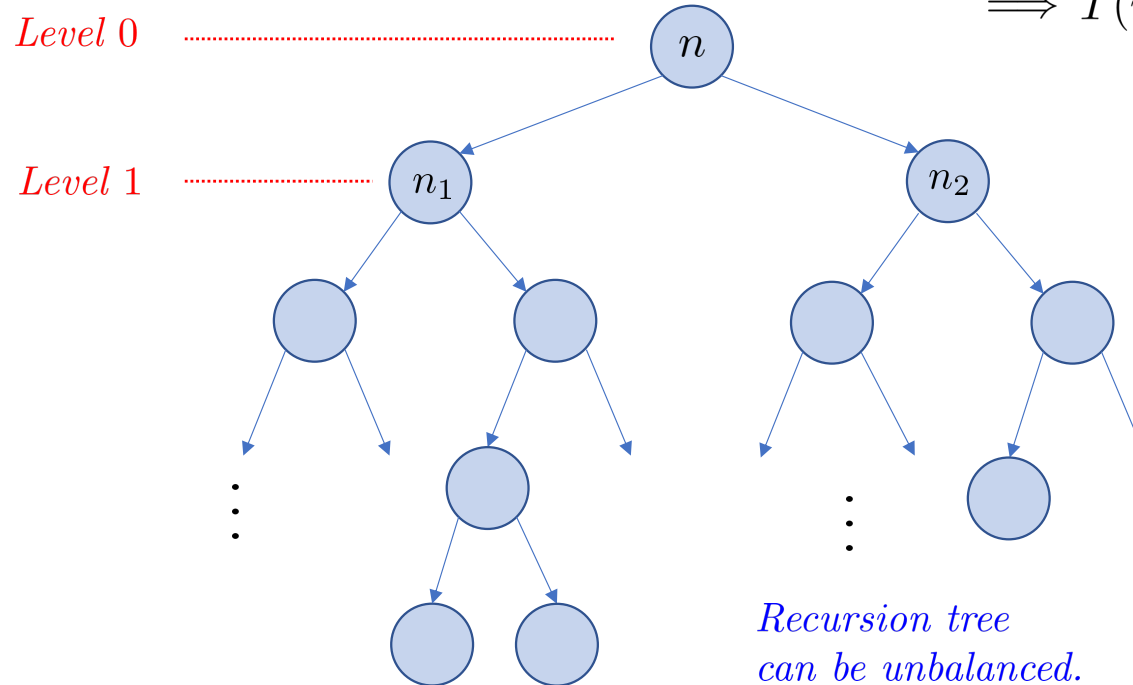 ⟹ T(
Level 0
n
Level 1
n₁
n₂
Recursion tree
can be unbalanced.